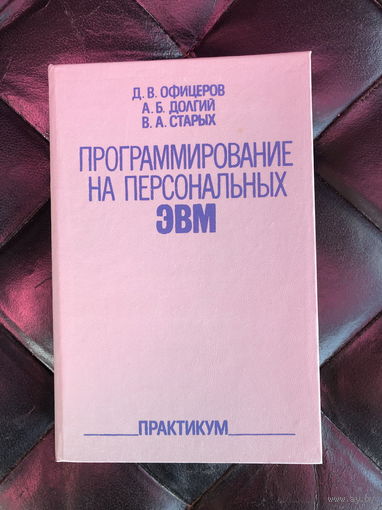 Д. В. ОФИЦЕРОВ
А. Б. ДОЛГИЙ
В. А. СТАРЫХ
ПРОГРАММИРОВАНИЕ
НА ПЕРСОНАЛЬНЫХ
ЭВМ
ПРАКТИКУМ